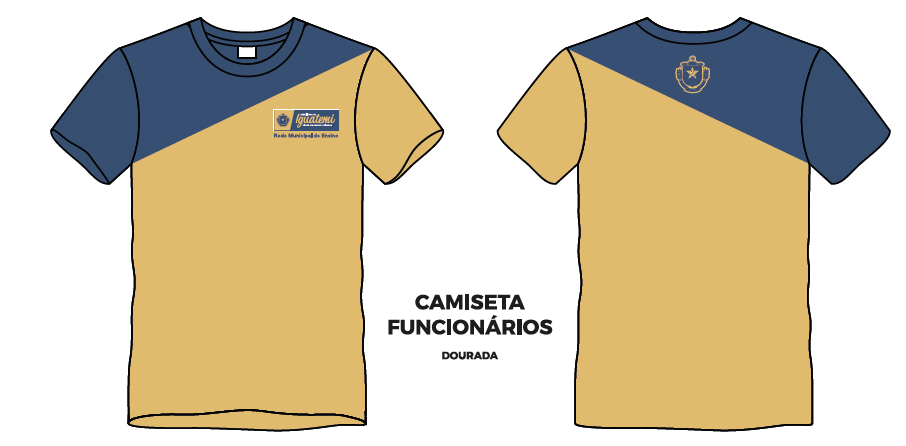 Iguatemi
Rede Municipal de Ensino
CAMISETA
FUNCIONÁRIOS
DOURADA